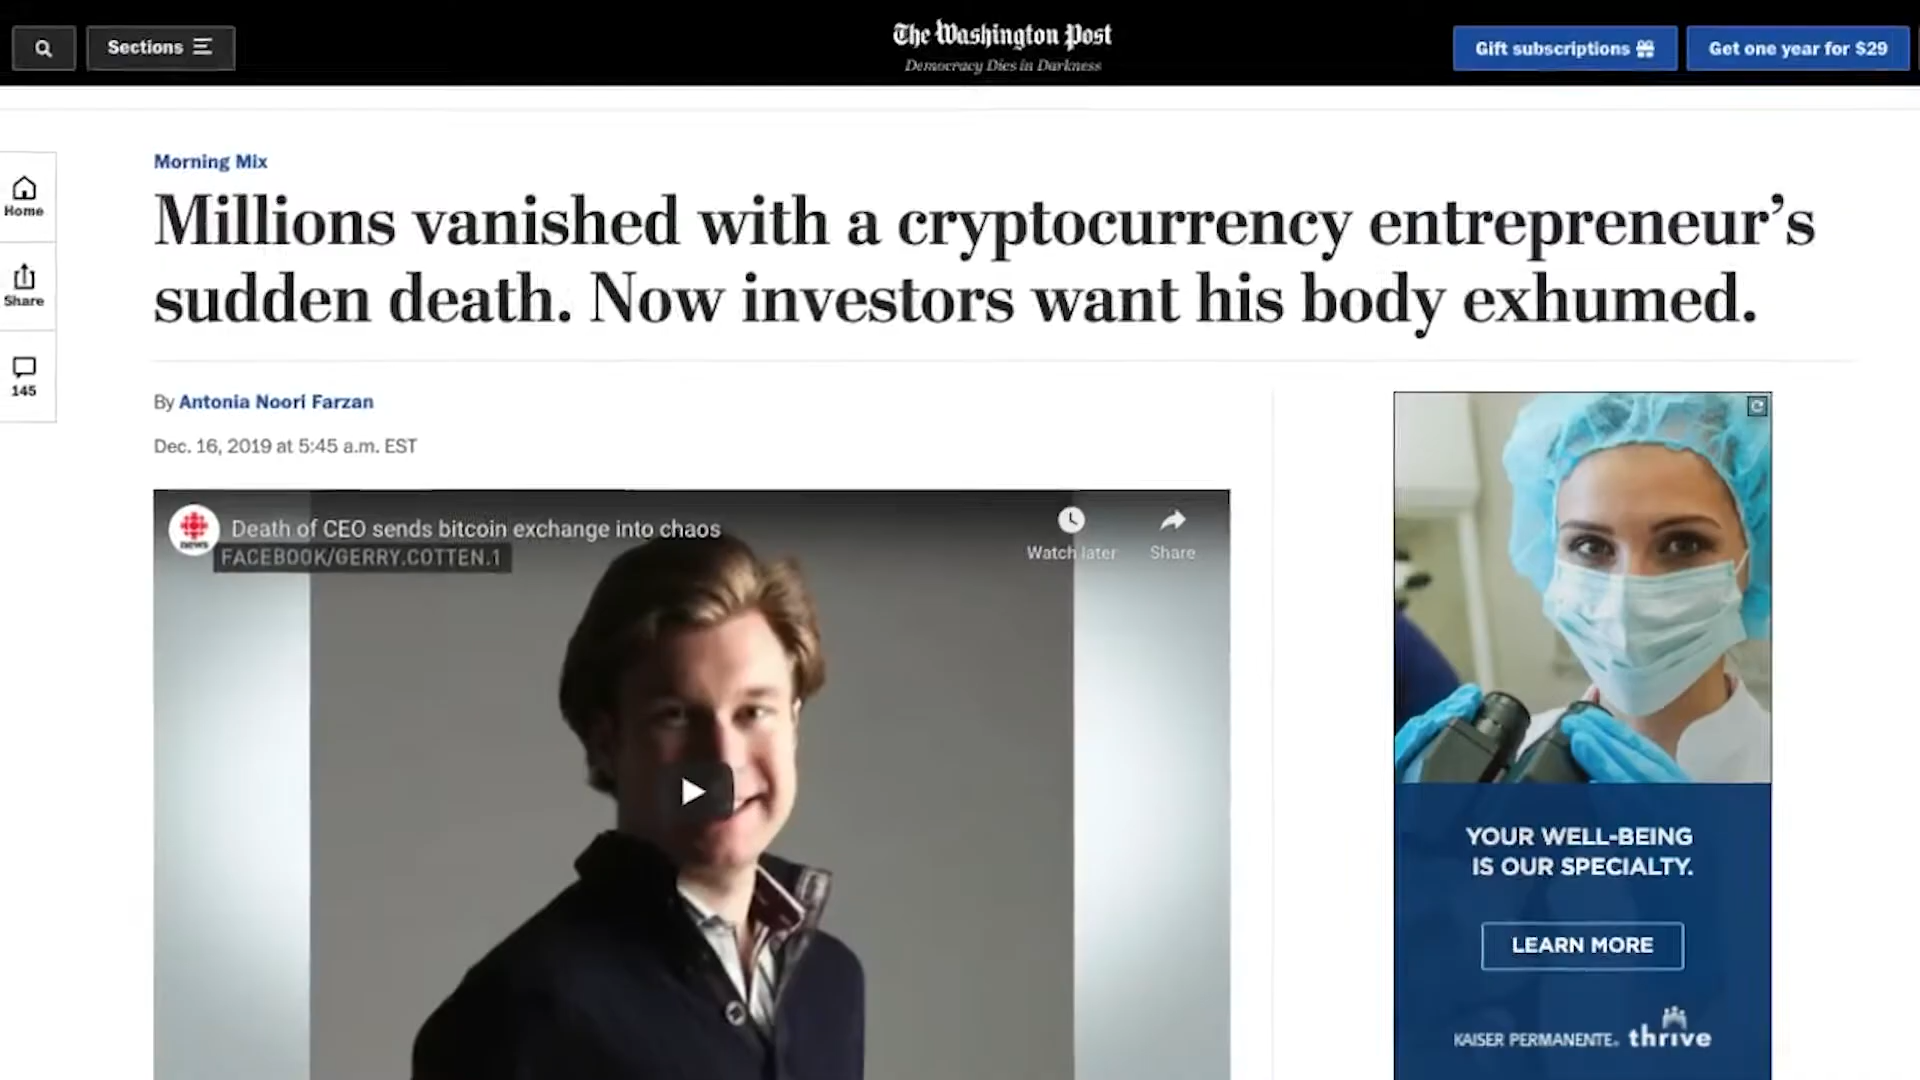 Sections
The Washington Post
Democracy Dies in Darkness
Gift subscriptions
Get one year for $29
Home
Share
145
Morning Mix
Millions vanished with a cryptocurrency entrepreneur’s
sudden death. Now investors want his body exhumed.
By Antonia Noori Farzan
Dec. 16, 2019 at 5:45 a.m. EST
news
Death of CEO sends bitcoin exchange into chaos
FACEBOOK/GERRY.COTTEN.1
Watch later
Share
YOUR WELL-BEING
IS OUR SPECIALTY.
LEARN MORE
KAISER PERMANENTE® thrive